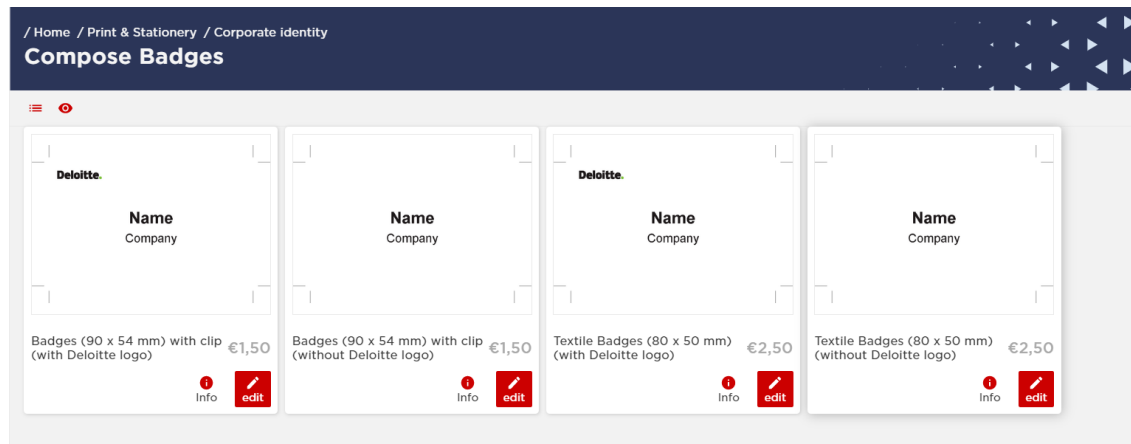 / Home / Print & Stationery / Corporate identity
Compose Badges
Deloitte.
Name
Company
Badges (90 x 54 mm) with clip
(with Deloitte logo)
€1,50
Info
edit
Name
Company
Badges (90 x 54 mm) with clip
(without Deloitte logo)
€1,50
Info
edit
Deloitte.
Name
Company
Textile Badges (80 x 50 mm)
(with Deloitte logo)
€2,50
Info
edit
Name
Company
Textile Badges (80 x 50 mm)
(without Deloitte logo)
€2,50
Info
edit